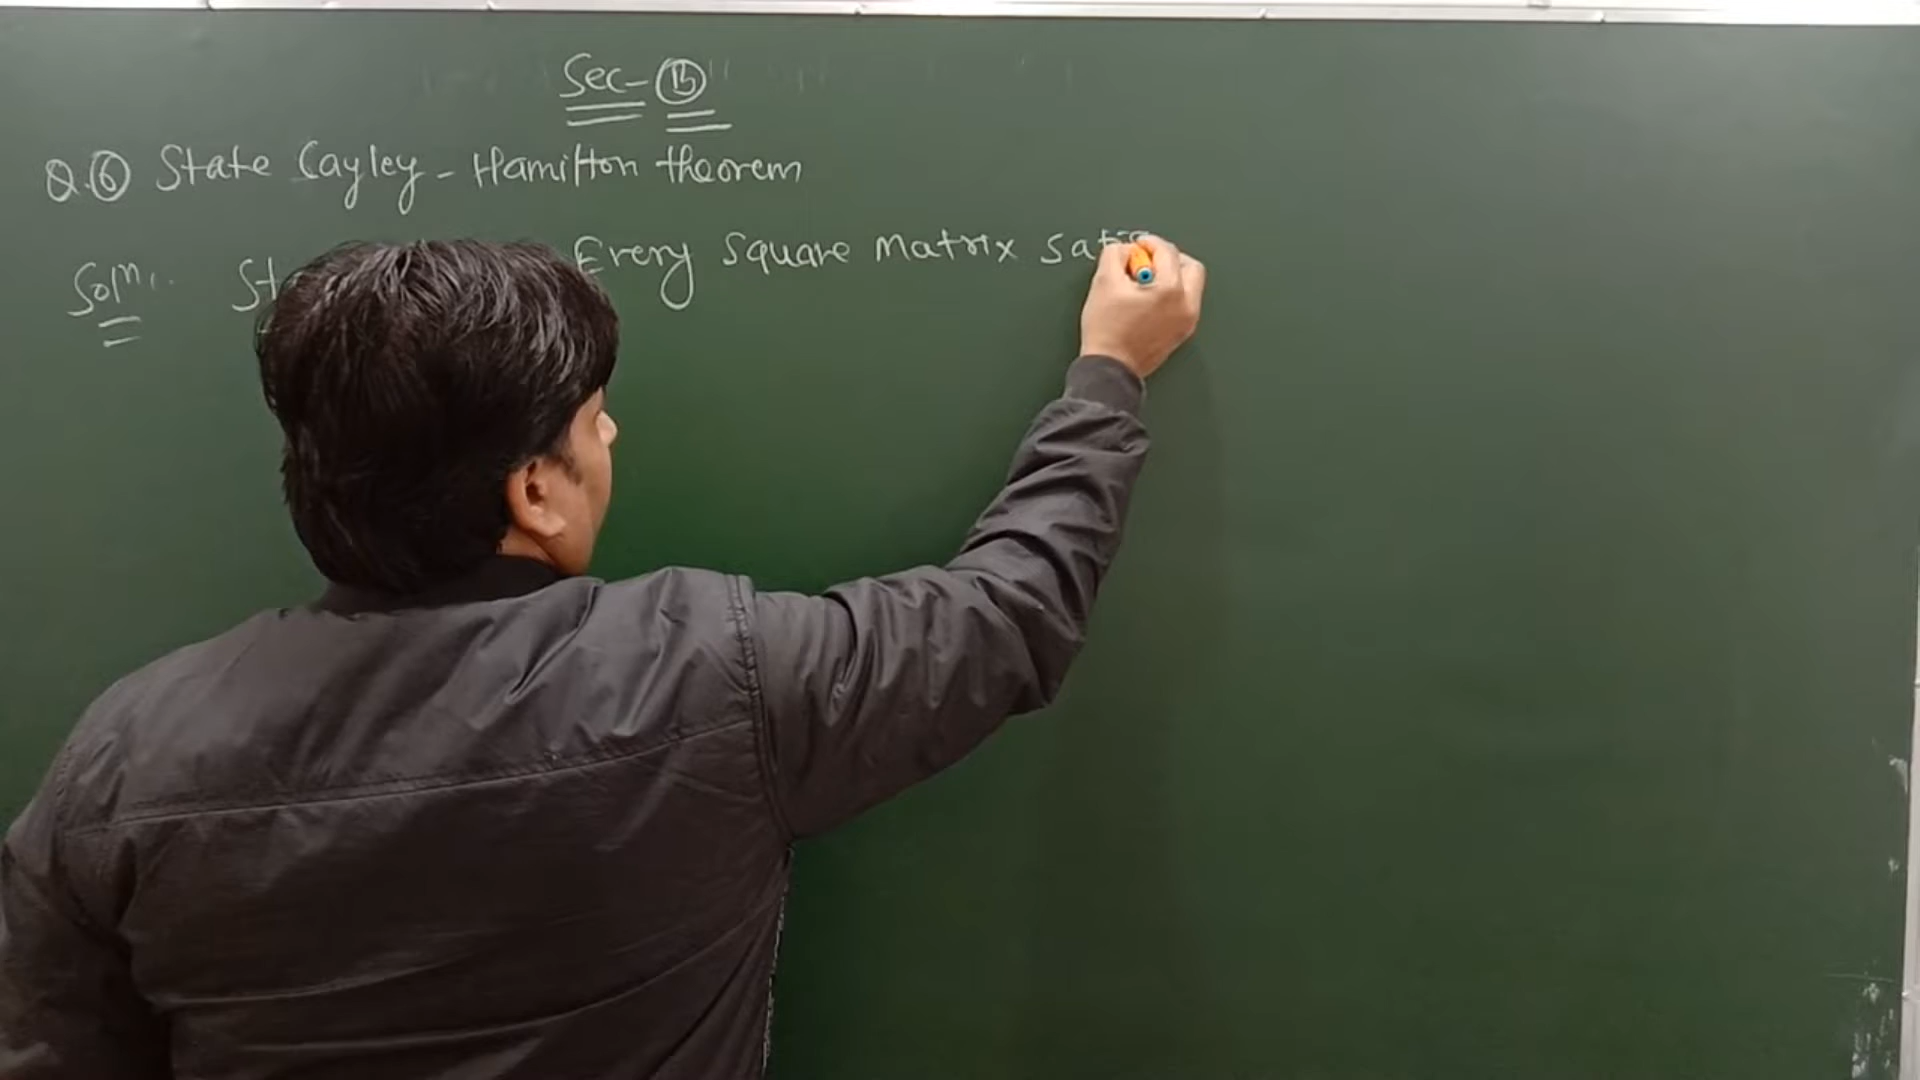 Sec-B
Q.6 State Cayley-Hamilton theorem
Soln. Every Square Matrix